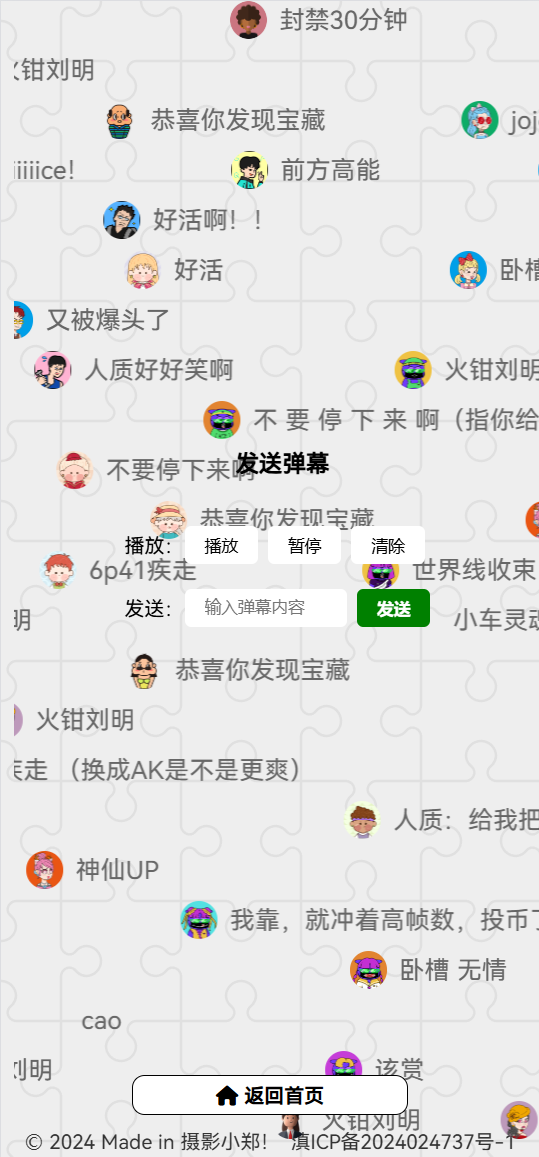 封禁30分钟
火钳刘明
恭喜你发现宝藏
iiiiice！ 前方高能
好活啊！！
好活 卧槽
又被爆头了
人质好好笑啊 火钳刘明
不 要 停 下 来 啊（指你给
发送弹幕
不要停下来啊
恭喜你发现宝藏
播放： 播放 暂停 清除
6p41疾走 世界线收束
发送： 输入弹幕内容 发送
明 小车灵魂
恭喜你发现宝藏
火钳刘明
疾走 （换成AK是不是更爽）
人质：给我把
神仙UP
我靠，就冲着高帧数，投币了
卧槽 无情
cao
刘明 该赏
返回首页
火钳刘明
© 2024 Made in 摄影小郑！ 滇ICP备2024024737号-1